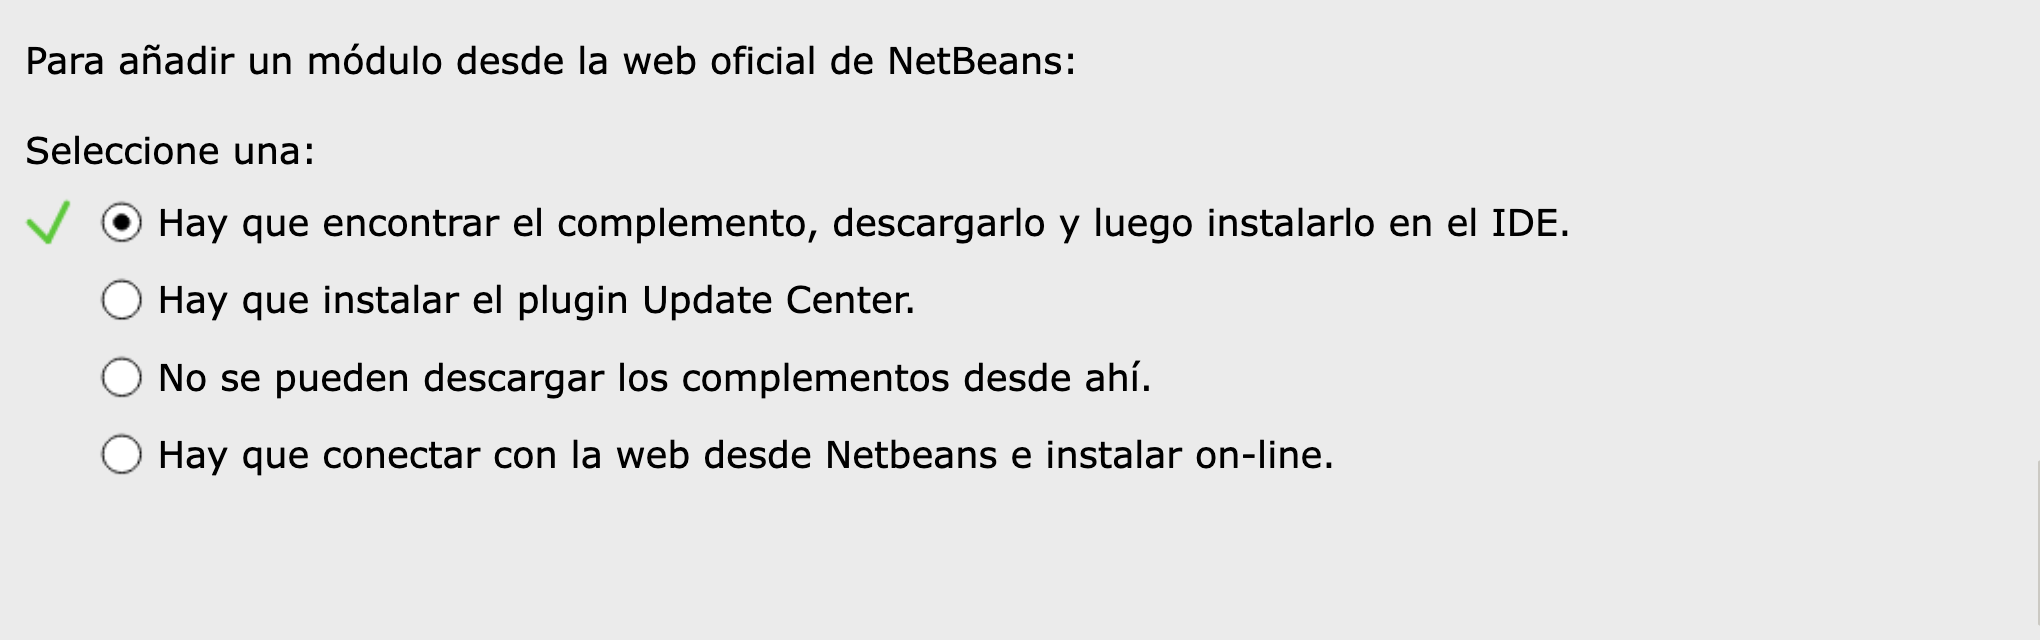 Para añadir un módulo desde la web oficial de NetBeans:
Seleccione una:
Hay que encontrar el complemento, descargarlo y luego instalarlo en el IDE.
Hay que instalar el plugin Update Center.
No se pueden descargar los complementos desde ahí.
Hay que conectar con la web desde Netbeans e instalar on-line.